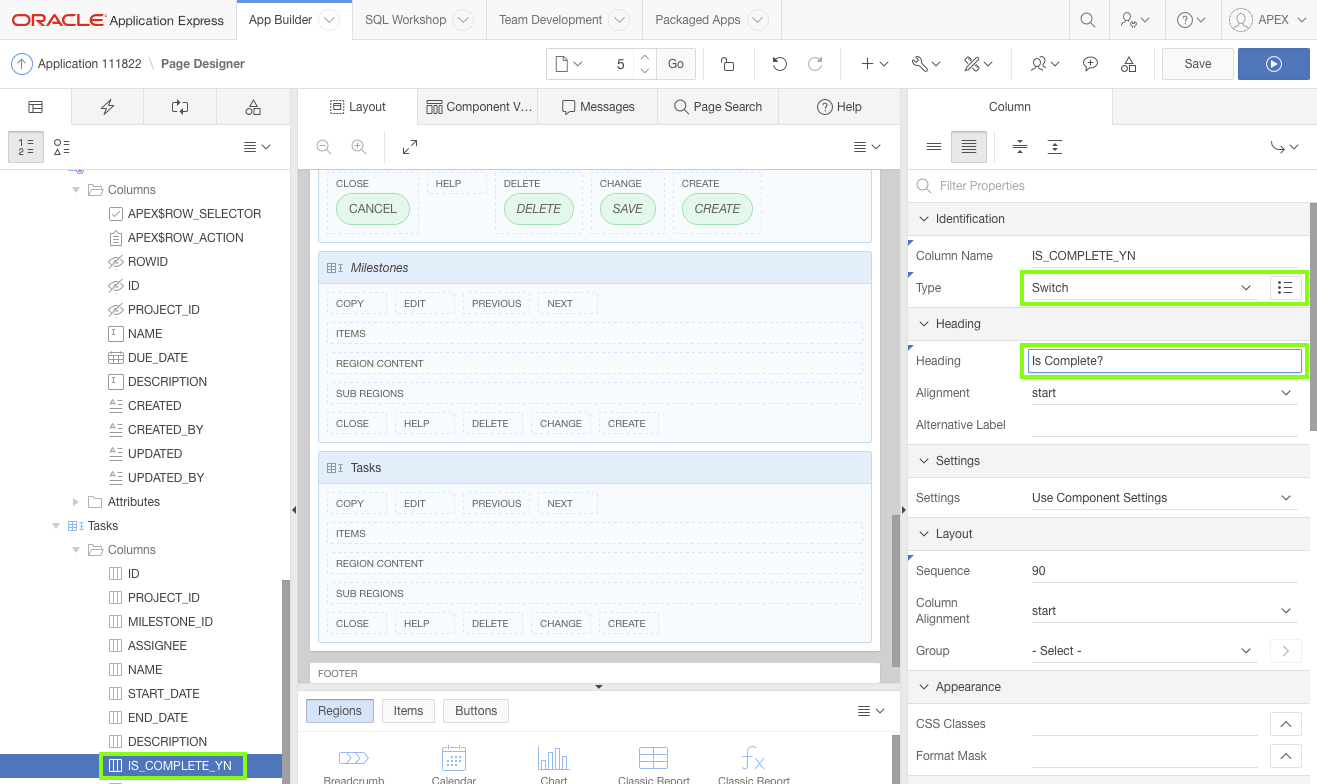 ORACLE Application Express
App Builder
SQL Workshop
Team Development
Packaged Apps
APEX
Application 111822 \ Page Designer
5
Go
Save
Layout
Component V...
Messages
Page Search
Help
Column
1
2
Columns
APEX$ROW_SELECTOR
APEX$ROW_ACTION
ROWID
ID
PROJECT_ID
NAME
DUE_DATE
DESCRIPTION
CREATED
CREATED_BY
UPDATED
UPDATED_BY
Attributes
Tasks
Columns
ID
PROJECT_ID
MILESTONE_ID
ASSIGNEE
NAME
START_DATE
END_DATE
DESCRIPTION
IS_COMPLETE_YN
CLOSE HELP DELETE CHANGE CREATE
CANCEL DELETE SAVE CREATE
Milestones
COPY EDIT PREVIOUS NEXT
ITEMS
REGION CONTENT
SUB REGIONS
CLOSE HELP DELETE CHANGE CREATE
Tasks
COPY EDIT PREVIOUS NEXT
ITEMS
REGION CONTENT
SUB REGIONS
CLOSE HELP DELETE CHANGE CREATE
FOOTER
Regions Items Buttons
Breadcrumb Calendar Chart Classic Report Classic Report
Filter Properties
Identification
Column Name IS_COMPLETE_YN
Type Switch
Heading
Heading Is Complete?
Alignment start
Alternative Label
Settings
Settings Use Component Settings
Layout
Sequence 90
Column
Alignment start
Group - Select -
Appearance
CSS Classes
Format Mask